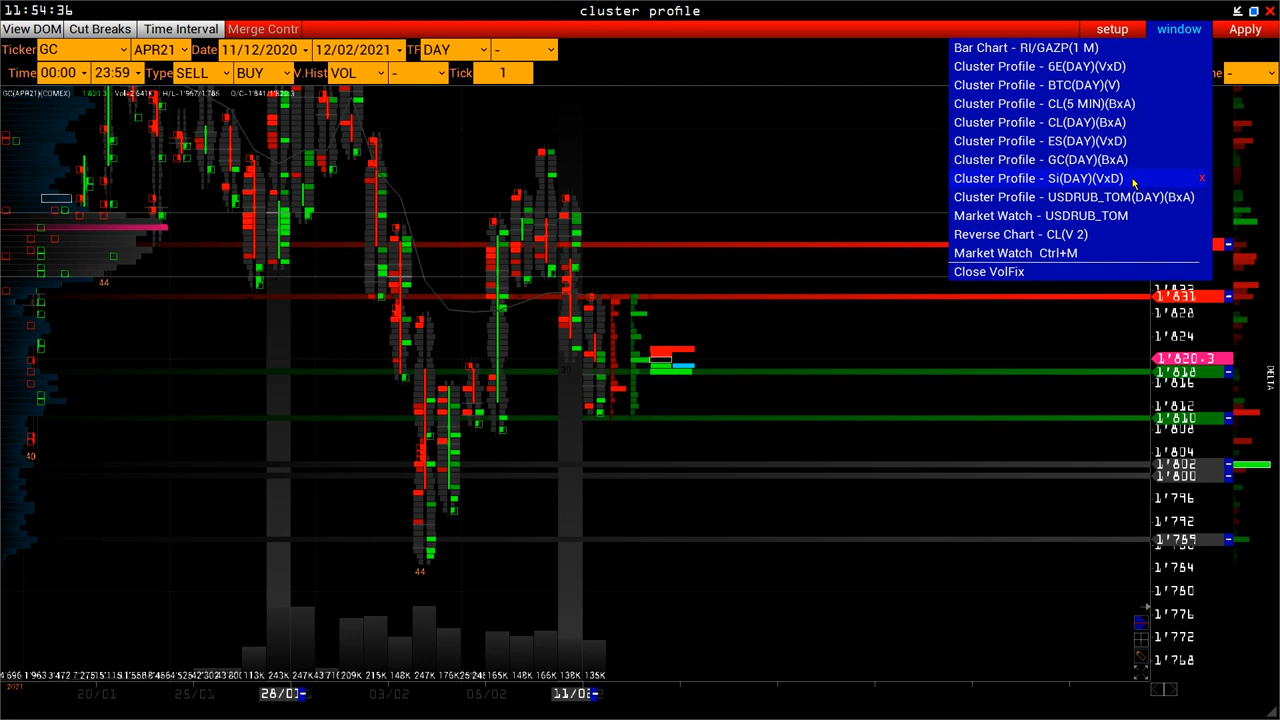 11:54:36
cluster profile
View DOM Cut Breaks Time Interval Merge Contr
setup window Apply
Ticker GC APR21 Date 11/12/2020 - 12/02/2021 TF DAY -
Time 00:00 - 23:59 Type SELL BUY V.Hist VOL - Tick 1
-
GC(APR21)(COMEX)
Bar Chart - RI/GAZP(1 M)
Cluster Profile - 6E(DAY)(VxD)
Cluster Profile - BTC(DAY)(V)
Cluster Profile - CL(5 MIN)(BxA)
Cluster Profile - CL(DAY)(BxA)
Cluster Profile - ES(DAY)(VxD)
Cluster Profile - GC(DAY)(BxA)
Cluster Profile - Si(DAY)(VxD) x
Cluster Profile - USDRUB_TOM(DAY)(BxA)
Market Watch - USDRUB_TOM
Reverse Chart - CL(V 2)
Market Watch Ctrl+M
Close VolFix
44
1'831
1'828
1'824
1'820.3
1'818
1'816
DELTA
1'812
1'810
1'808
40
1'804
1'802
1'800
1'796
1'792
1'789
44
1'776
1'772
1'768
2021
20/01 25/01 28/01 03/02 08/02 11/02